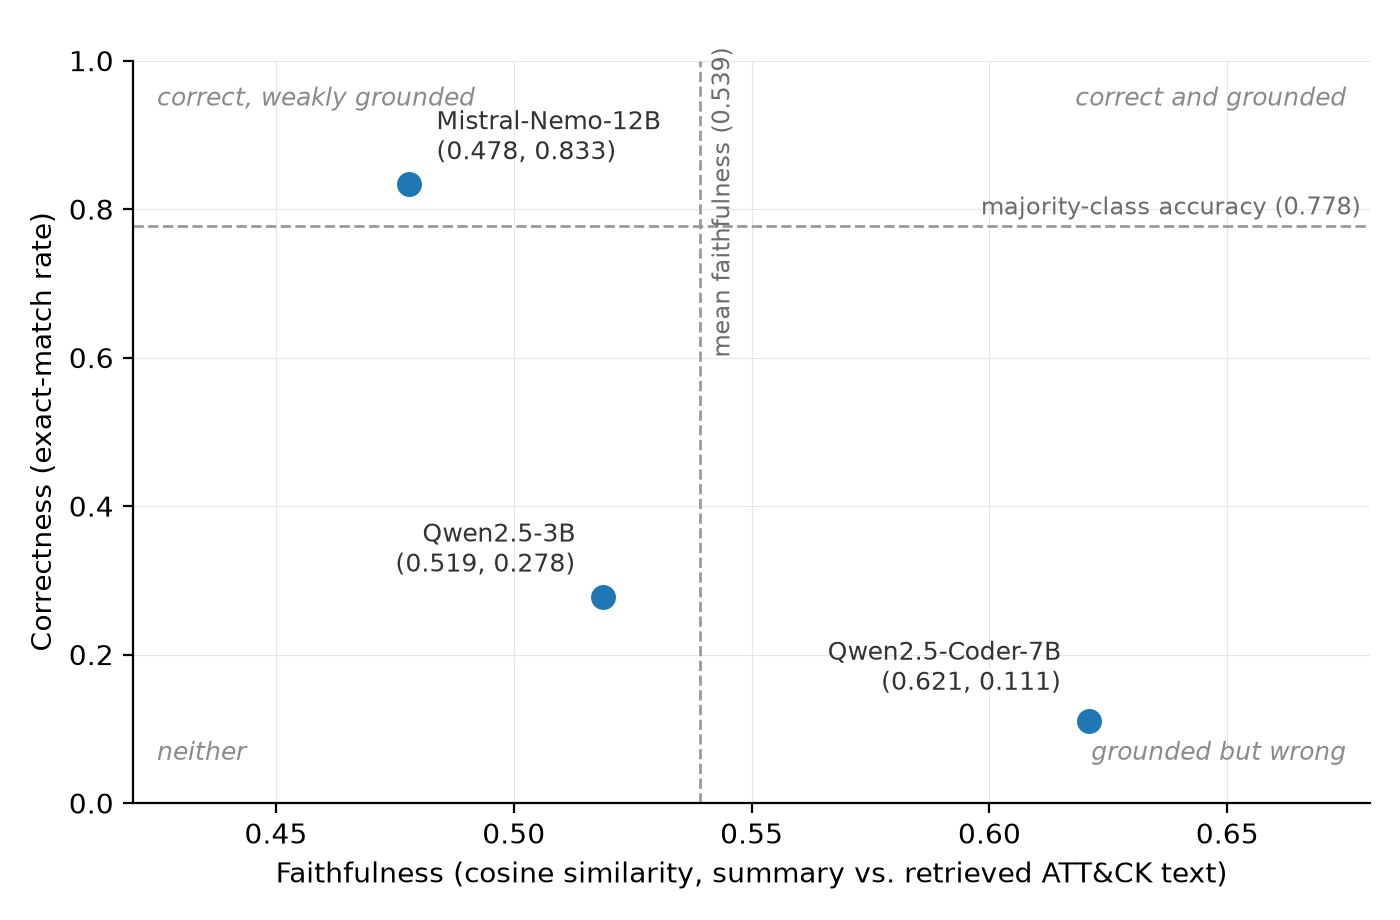 correct, weakly grounded
correct and grounded
Mistral-Nemo-12B
(0.478, 0.833)
mean faithfulness (0.539)
majority-class accuracy (0.778)
Qwen2.5-3B
(0.519, 0.278)
Qwen2.5-Coder-7B
(0.621, 0.111)
neither
grounded but wrong
Correctness (exact-match rate)
1.0
0.8
0.6
0.4
0.2
0.0
0.45
0.50
0.55
0.60
0.65
Faithfulness (cosine similarity, summary vs. retrieved ATT&CK text)